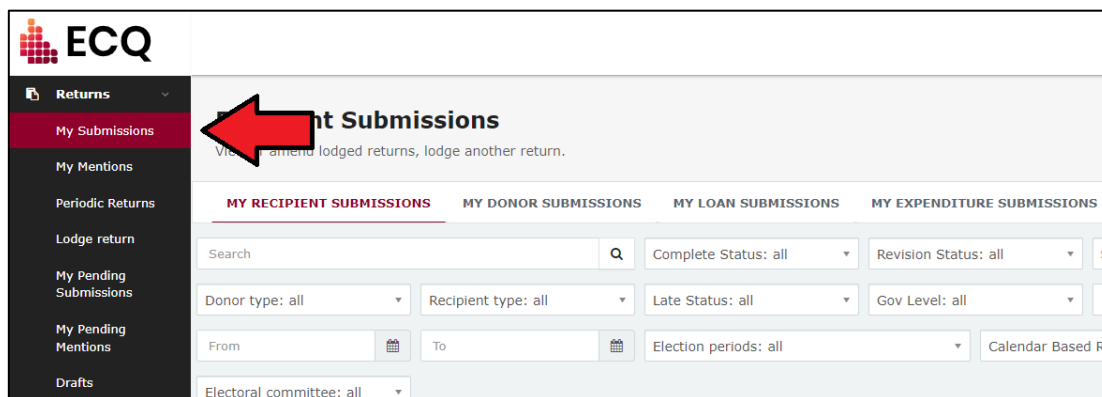 ECQ
Returns
My Submissions
My Mentions
Periodic Returns
Lodge return
My Pending
Submissions
My Pending
Mentions
Drafts
Submissions
amend lodged returns, lodge another return.
MY RECIPIENT SUBMISSIONS MY DONOR SUBMISSIONS MY LOAN SUBMISSIONS MY EXPENDITURE SUBMISSIONS
Search Complete Status: all Revision Status: all
Donor type: all Recipient type: all Late Status: all Gov Level: all
From To Election periods: all Calendar Based
Electoral committee: all